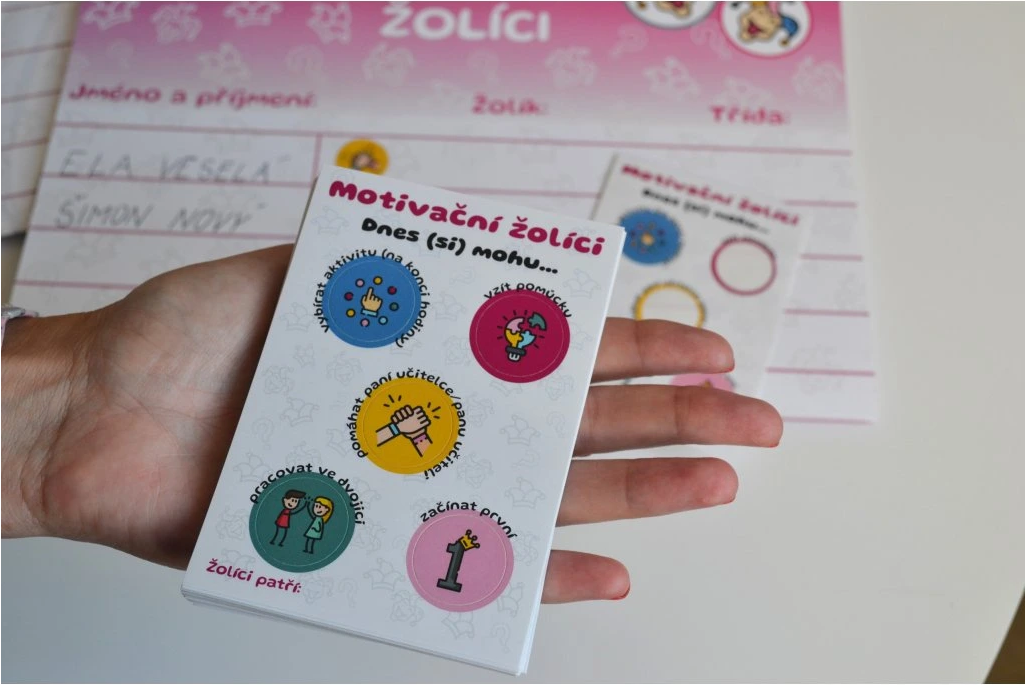 ŽOLÍCI
Jméno a příjmení:
Žolík:
Třída:
ELA VESELÁ
ŠIMON NOVÝ
Motivační žolíci
Dnes (si) mohu...
vybírat aktivitu (na konci hodiny)
vzít pomůcku
pomáhat paní učitelce/panu učiteli
pracovat ve dvojici
začínat první
1
Žolíci patří:
Motivační žolíci
Dnes (si) mohu...